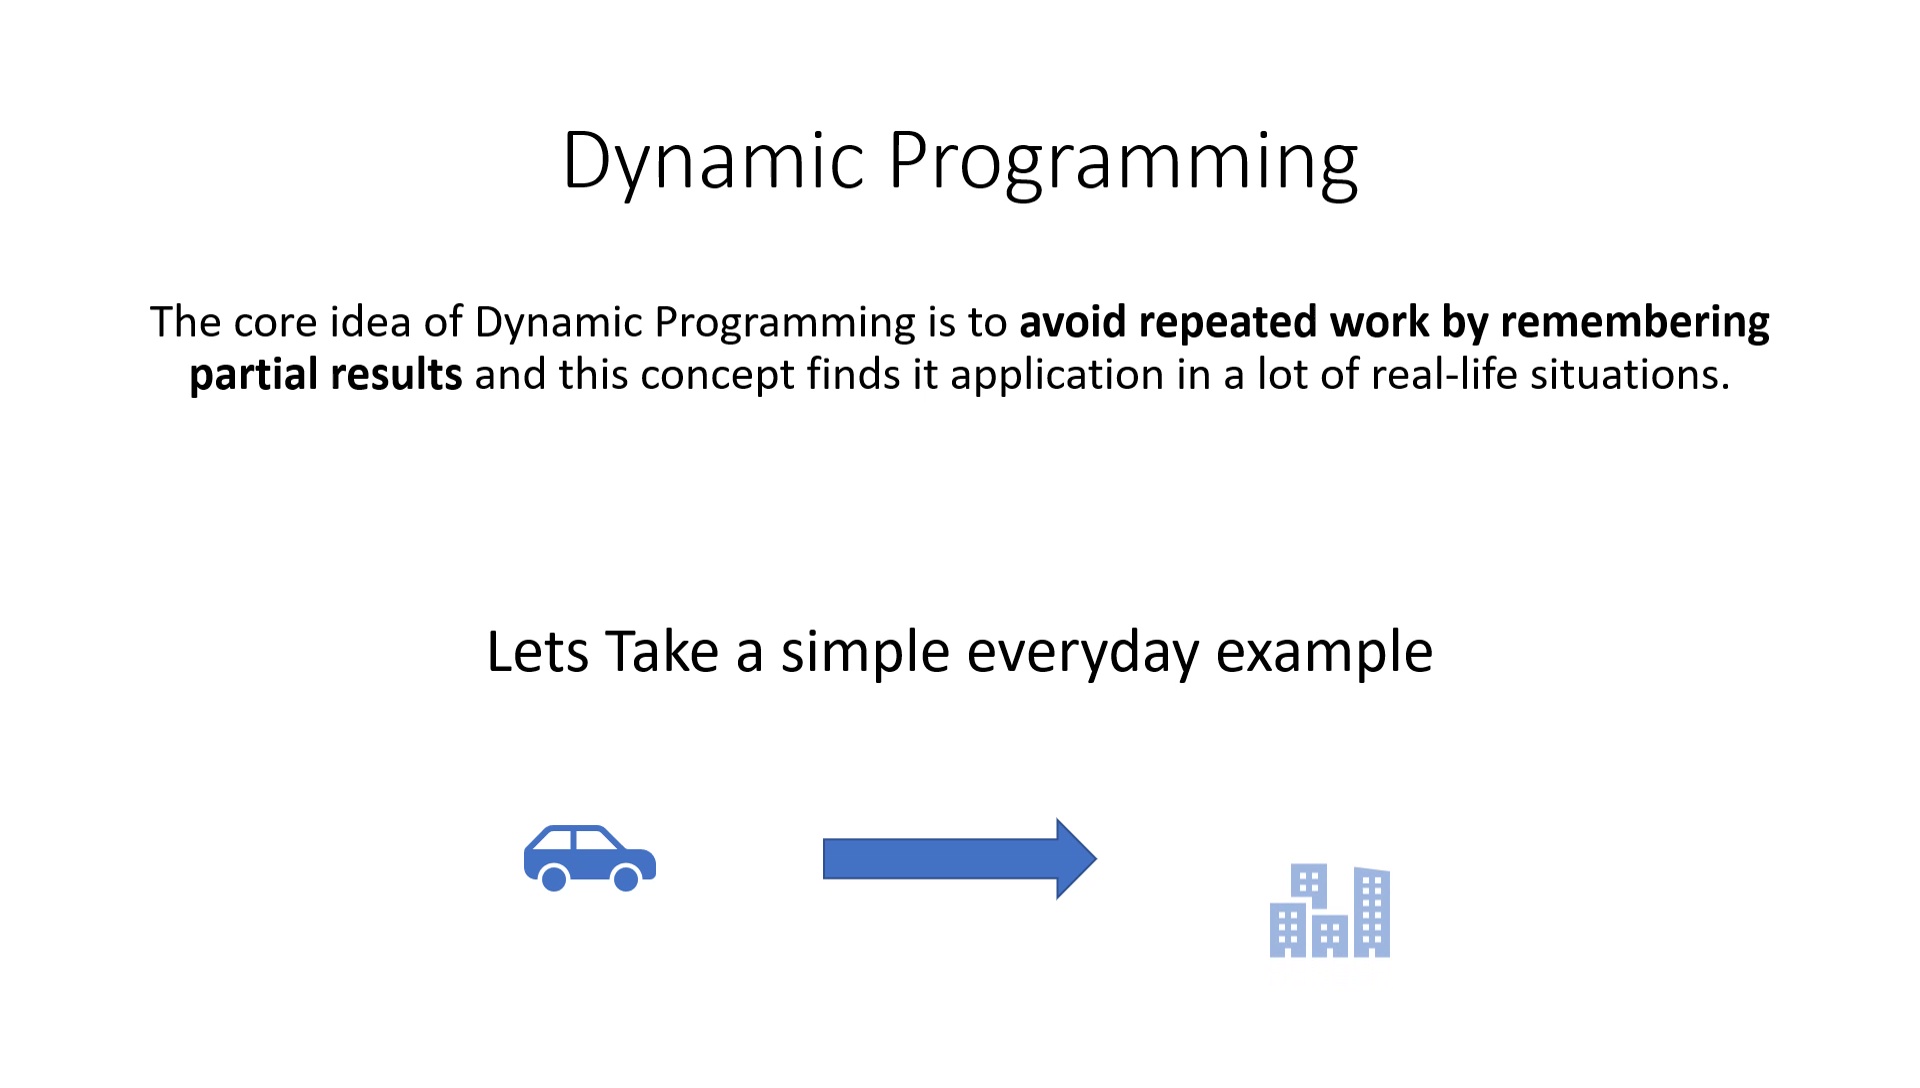 Dynamic Programming
The core idea of Dynamic Programming is to avoid repeated work by remembering
partial results and this concept finds it application in a lot of real-life situations.
Lets Take a simple everyday example